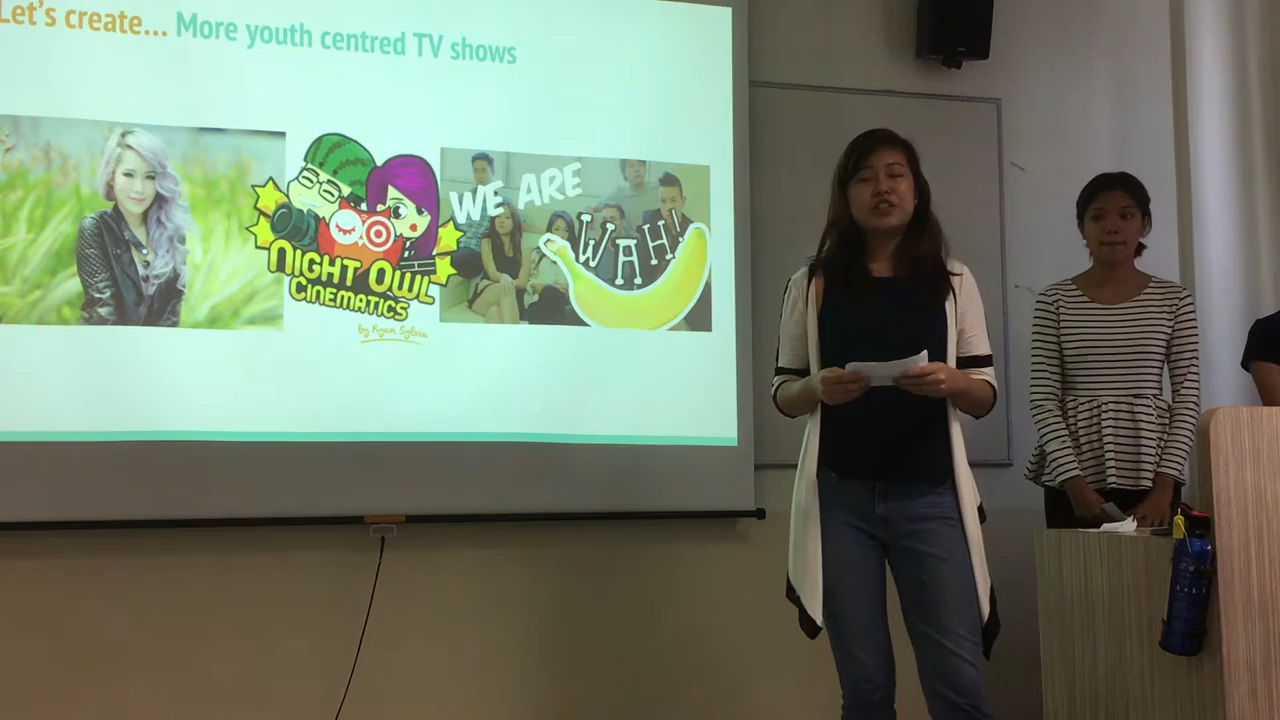 Let's create... More youth centred TV shows
NIGHT OWL
CINEMATICS
by Ryan Sylvia
WE ARE
WAH!